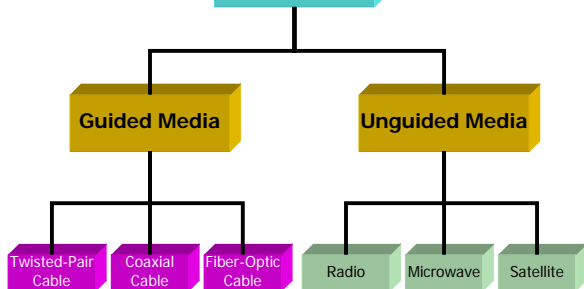 Guided Media
Unguided Media
Twisted-Pair
Cable
Coaxial
Cable
Fiber-Optic
Cable
Radio
Microwave
Satellite